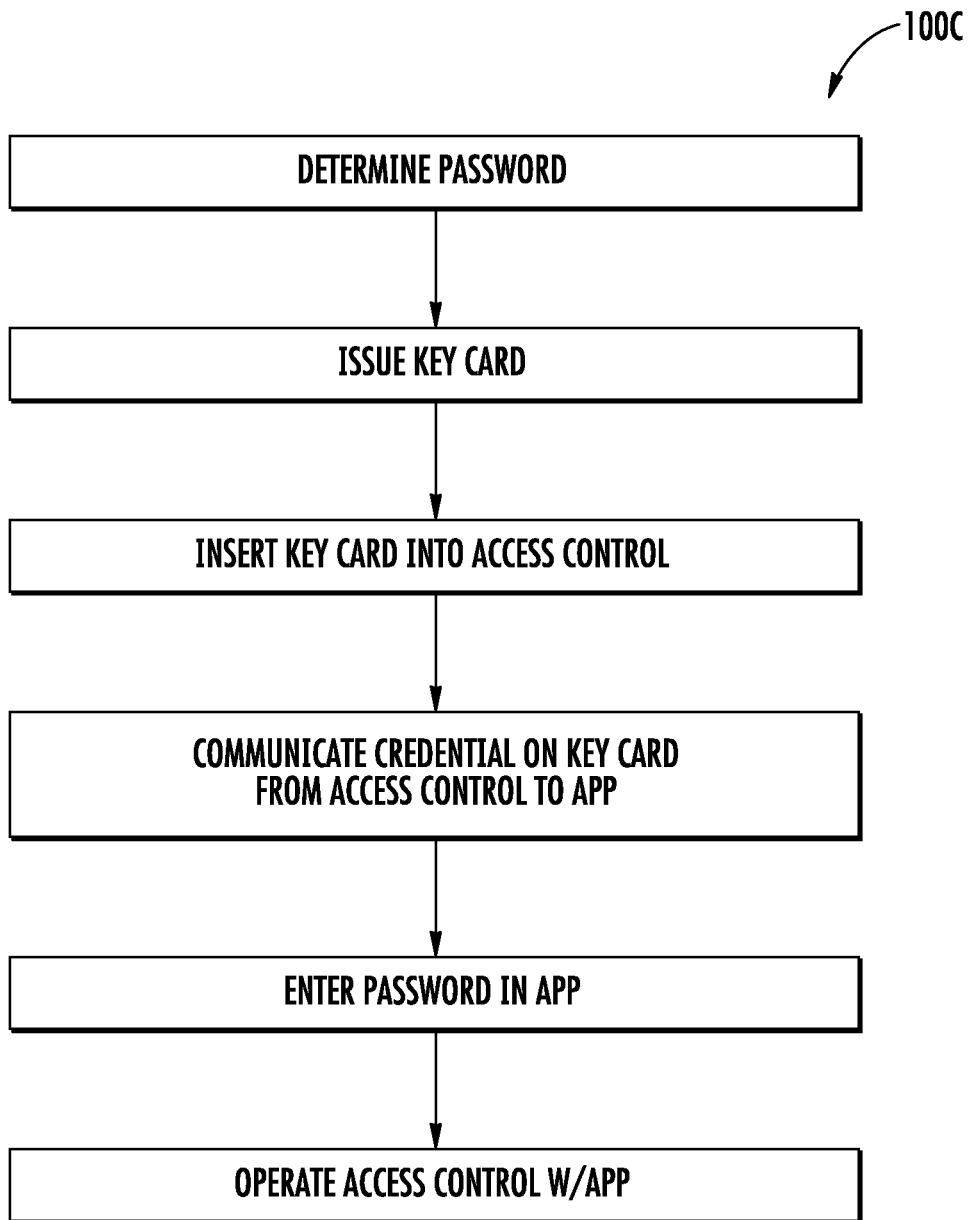 100C
DETERMINE PASSWORD
ISSUE KEY CARD
INSERT KEY CARD INTO ACCESS CONTROL
COMMUNICATE CREDENTIAL ON KEY CARD
FROM ACCESS CONTROL TO APP
ENTER PASSWORD IN APP
OPERATE ACCESS CONTROL W/APP